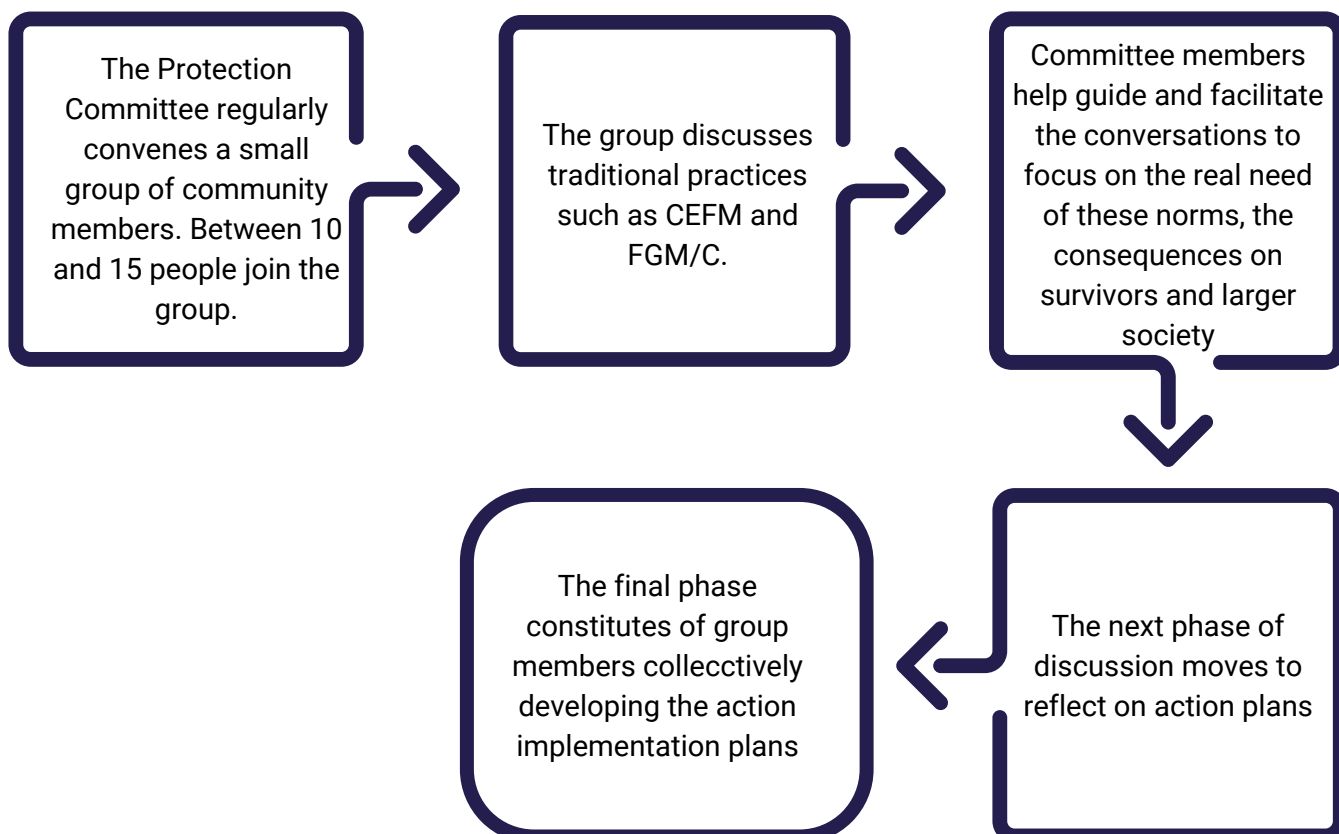 The Protection
Committee regularly
convenes a small
group of community
members. Between 10
and 15 people join the
group.
The group discusses
traditional practices
such as CEFM and
FGM/C.
Committee members
help guide and facilitate
the conversations to
focus on the real need
of these norms, the
consequences on
survivors and larger
society
The next phase of
discussion moves to
reflect on action plans
The final phase
constitutes of group
members collecctively
developing the action
implementation plans